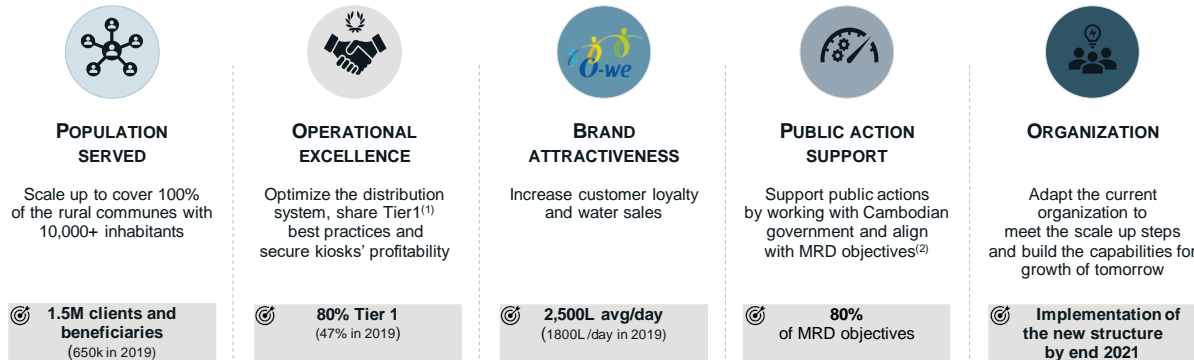 O-we
POPULATION
SERVED
Scale up to cover 100%
of the rural communes with
10,000+ inhabitants
1.5M clients and
beneficiaries
(650k in 2019)
OPERATIONAL
EXCELLENCE
Optimize the distribution
system, share Tier1(1)
best practices and
secure kiosks' profitability
80% Tier 1
(47% in 2019)
BRAND
ATTRACTIVENESS
Increase customer loyalty
and water sales
2,500L avg/day
(1800L/day in 2019)
PUBLIC ACTION
SUPPORT
Support public actions
by working with Cambodian
government and align
with MRD objectives(2)
80%
of MRD objectives
ORGANIZATION
Adapt the current
organization to
meet the scale up steps
and build the capabilities for
growth of tomorrow
Implementation of
the new structure
by end 2021